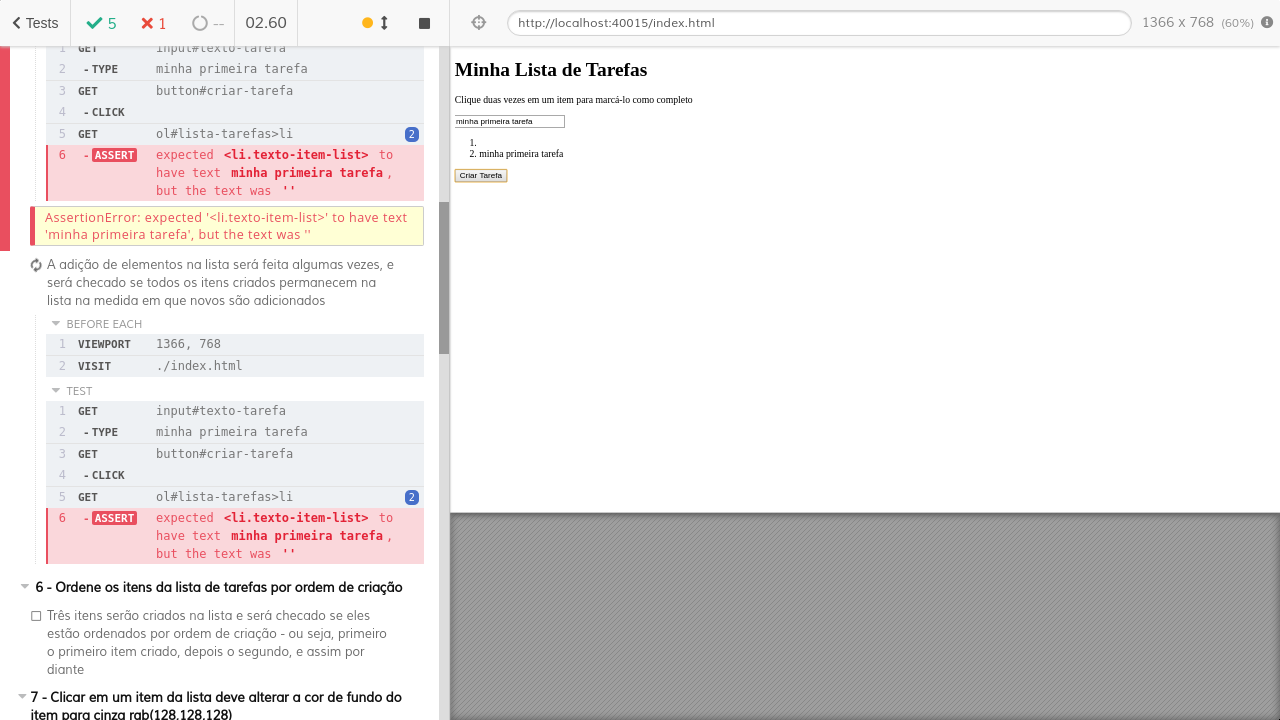 Tests
5
1
--
02.60
http://localhost:40015/index.html
1366 x 768 (60%)
1 GET input#texto-tarefa
2 - TYPE minha primeira tarefa
3 GET button#criar-tarefa
4 - CLICK
5 GET ol#lista-tarefas>li 2
6 - ASSERT expected <li.texto-item-list> to
have text minha primeira tarefa,
but the text was ''
AssertionError: expected '<li.texto-item-list>' to have text
'minha primeira tarefa', but the text was ''
A adição de elementos na lista será feita algumas vezes, e
será checado se todos os itens criados permanecem na
lista na medida em que novos são adicionados
BEFORE EACH
1 VIEWPORT 1366, 768
2 VISIT ./index.html
TEST
1 GET input#texto-tarefa
2 - TYPE minha primeira tarefa
3 GET button#criar-tarefa
4 - CLICK
5 GET ol#lista-tarefas>li 2
6 - ASSERT expected <li.texto-item-list> to
have text minha primeira tarefa,
but the text was ''
6 - Ordene os itens da lista de tarefas por ordem de criação
Três itens serão criados na lista e será checado se eles
estão ordenados por ordem de criação - ou seja, primeiro
o primeiro item criado, depois o segundo, e assim por
diante
7 - Clicar em um item da lista deve alterar a cor de fundo do
item para cinza rgb(128,128,128)
Minha Lista de Tarefas
Clique duas vezes em um item para marcá-lo como completo
minha primeira tarefa
1.
2. minha primeira tarefa
Criar Tarefa